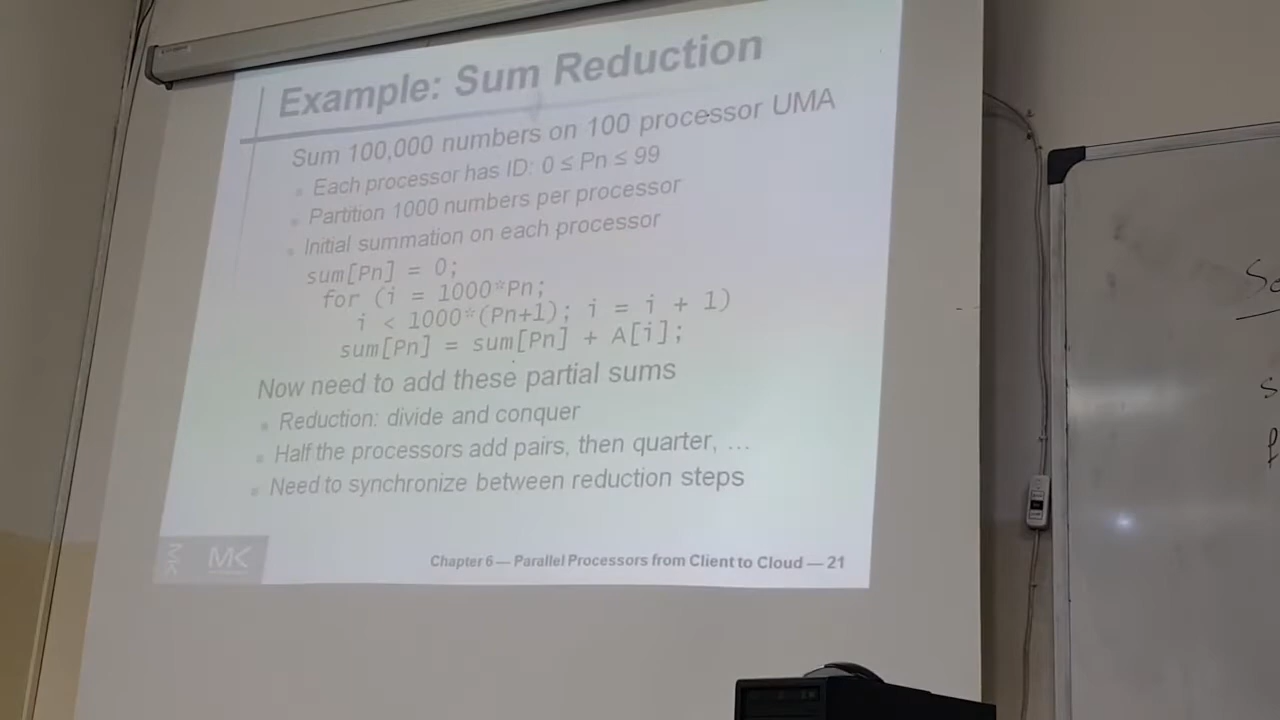 Example: Sum Reduction
Sum 100,000 numbers on 100 processor UMA
Each processor has ID: 0 ≤ Pn ≤ 99
Partition 1000 numbers per processor
Initial summation on each processor
sum[Pn] = 0;
for (i = 1000*Pn;
i < 1000*(Pn+1); i = i + 1)
sum[Pn] = sum[Pn] + A[i];
Now need to add these partial sums
Reduction: divide and conquer
Half the processors add pairs, then quarter, …
Need to synchronize between reduction steps
MK
MK
Chapter 6 — Parallel Processors from Client to Cloud — 21